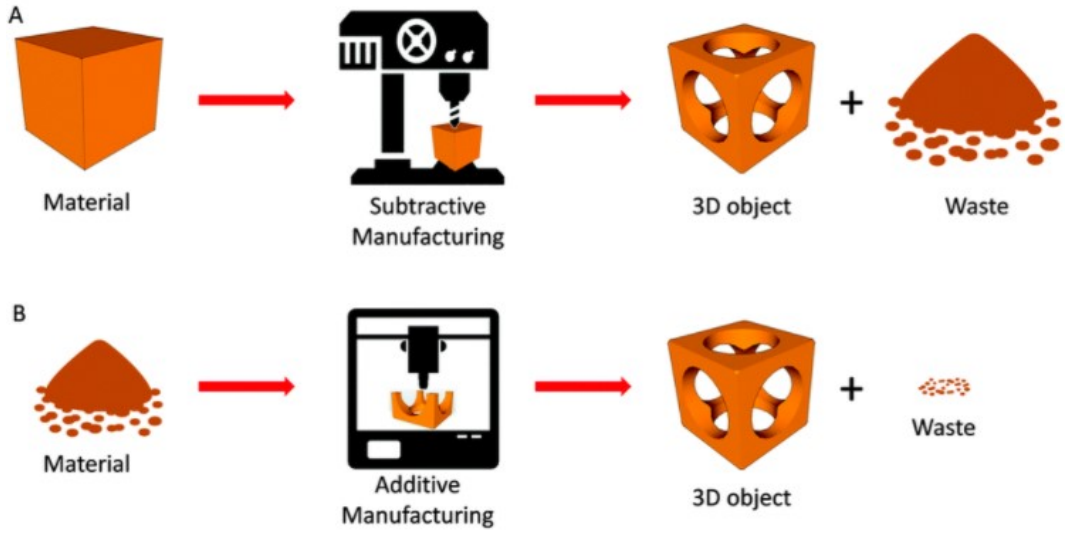 A
Material
Subtractive
Manufacturing
3D object
+
Waste
B
Material
Additive
Manufacturing
3D object
+
Waste